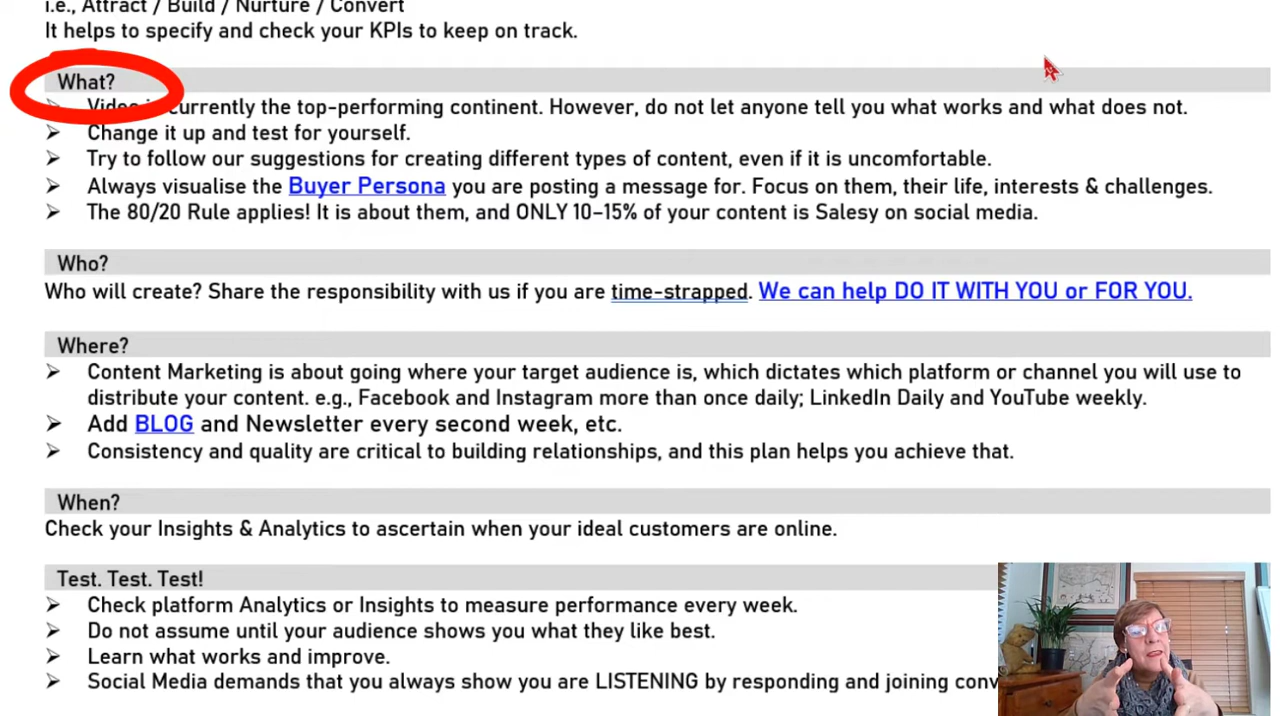 i.e., Attract / Build / Nurture / Convert
It helps to specify and check your KPIs to keep on track.
What?
Video is currently the top-performing continent. However, do not let anyone tell you what works and what does not.
Change it up and test for yourself.
Try to follow our suggestions for creating different types of content, even if it is uncomfortable.
Always visualise the Buyer Persona you are posting a message for. Focus on them, their life, interests & challenges.
The 80/20 Rule applies! It is about them, and ONLY 10–15% of your content is Salesy on social media.
Who?
Who will create? Share the responsibility with us if you are time-strapped. We can help DO IT WITH YOU or FOR YOU.
Where?
Content Marketing is about going where your target audience is, which dictates which platform or channel you will use to
distribute your content. e.g., Facebook and Instagram more than once daily; LinkedIn Daily and YouTube weekly.
Add BLOG and Newsletter every second week, etc.
Consistency and quality are critical to building relationships, and this plan helps you achieve that.
When?
Check your Insights & Analytics to ascertain when your ideal customers are online.
Test. Test. Test!
Check platform Analytics or Insights to measure performance every week.
Do not assume until your audience shows you what they like best.
Learn what works and improve.
Social Media demands that you always show you are LISTENING by responding and joining conv